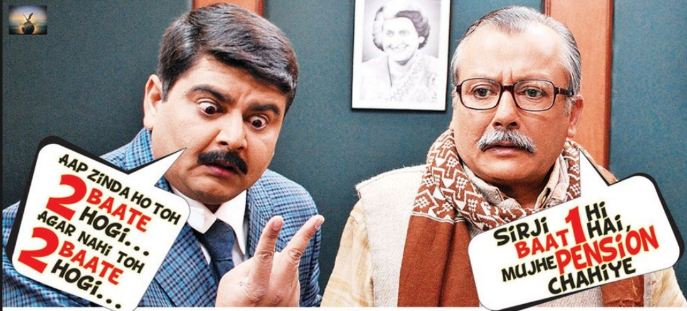 AAP ZINDA HO TOH
2 BAATE
HOGI...
AGAR NAHI TOH
2 BAATE
HOGI...
SIRJI
BAAT 1 HI HAI,
MUJHE PENSION
CHAHIYE